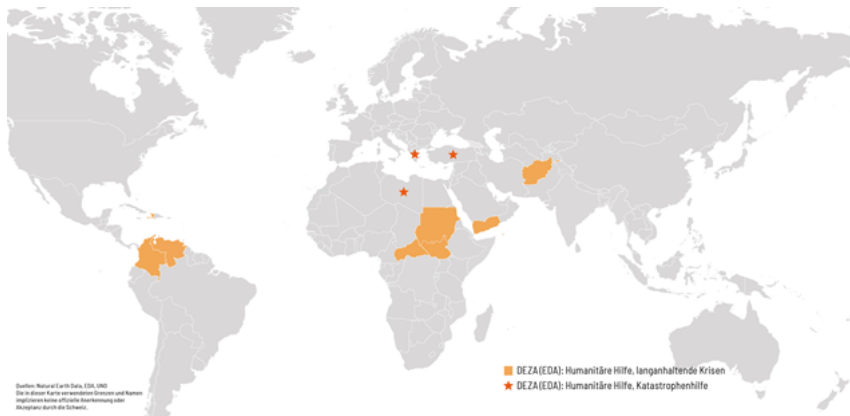 DEZA (EDA): Humanitäre Hilfe, langanhaltende Krisen
DEZA (EDA): Humanitäre Hilfe, Katastrophenhilfe
Quellen: Natural Earth Data, EDA, UNO
Die in dieser Karte verwendeten Grenzen und Namen
implizieren keine offizielle Anerkennung oder
Akzeptanz durch die Schweiz.